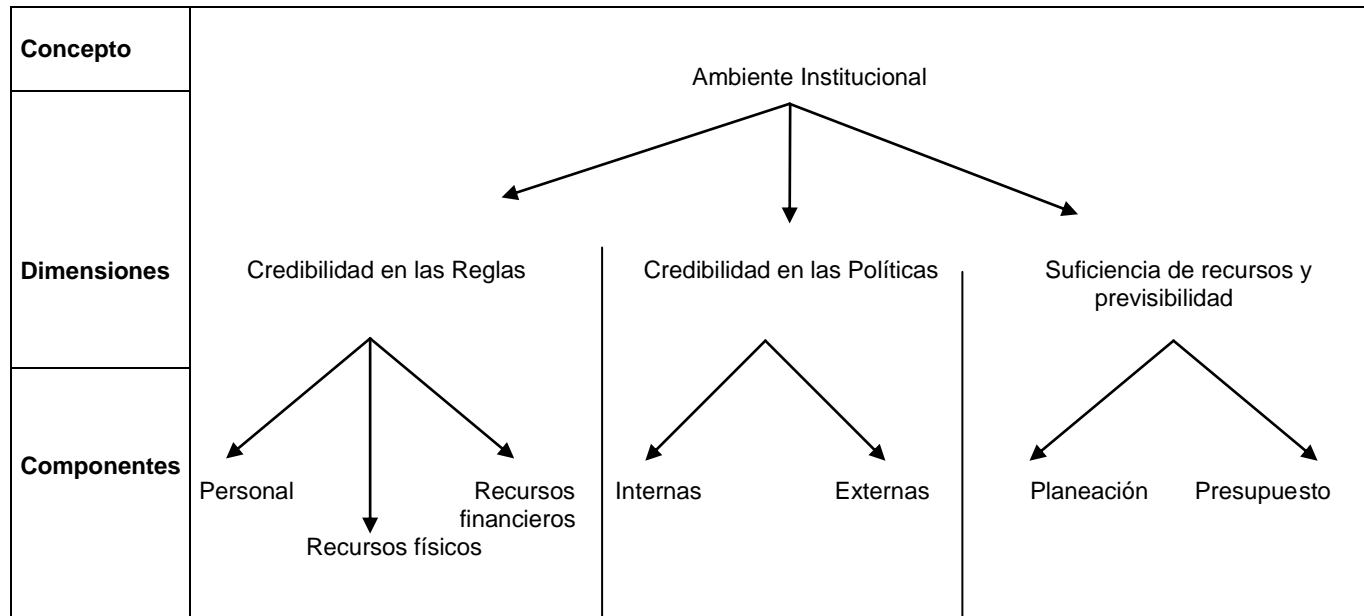 Concepto
Ambiente Institucional
Dimensiones
Credibilidad en las Reglas
Credibilidad en las Políticas
Suficiencia de recursos y
previsibilidad
Componentes
Personal
Recursos físicos
Recursos
financieros
Internas
Externas
Planeación
Presupuesto